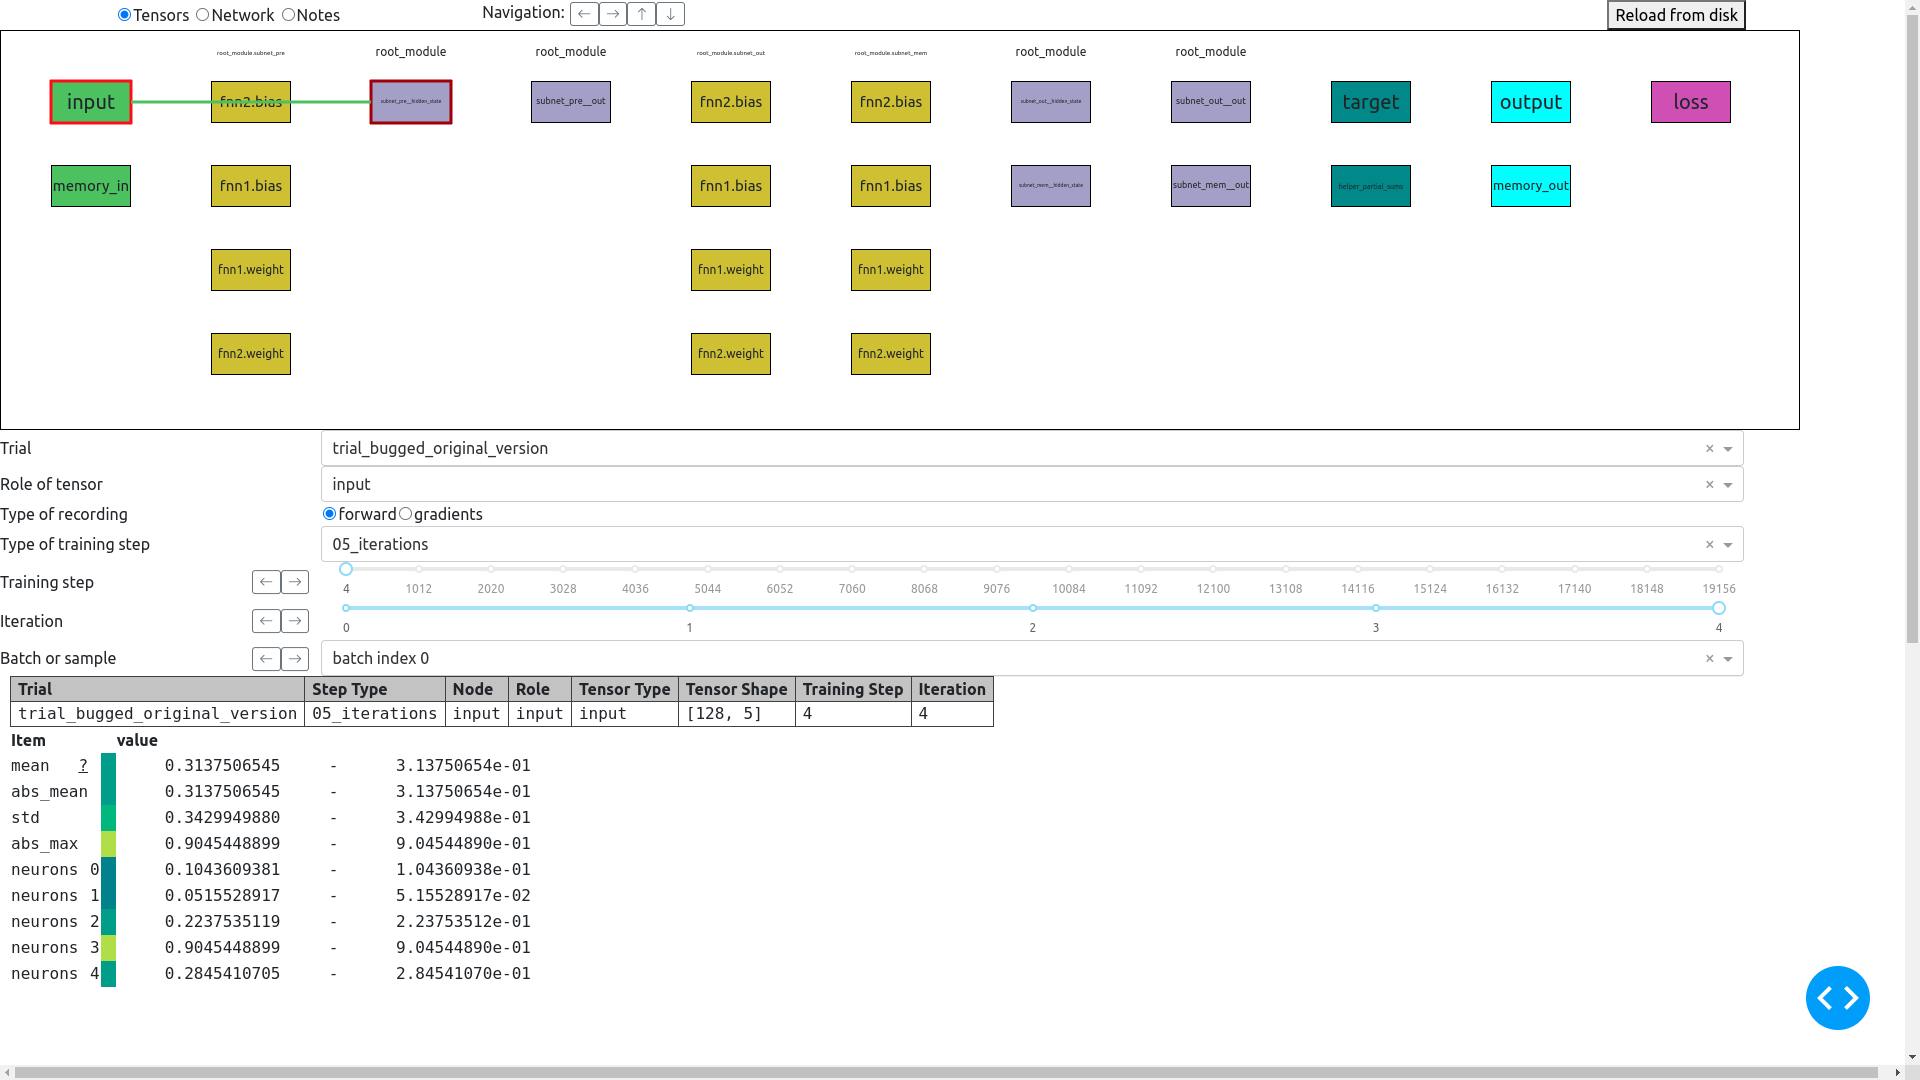 Tensors Network Notes Navigation: ← → ↑ ↓ Reload from disk
root_module.subnet_pre root_module root_module root_module.subnet_out root_module.subnet_mem root_module root_module
input fnn2.bias subnet_pre__hidden_state subnet_pre__out fnn2.bias fnn2.bias subnet_out__hidden_state subnet_out__out target output loss
memory_in fnn1.bias fnn1.bias fnn1.bias subnet_mem__hidden_state subnet_mem__out helper_partial_sums memory_out
fnn1.weight fnn1.weight fnn1.weight
fnn2.weight fnn2.weight fnn2.weight
Trial trial_bugged_original_version ×
Role of tensor input ×
Type of recording forward gradients
Type of training step 05_iterations ×
Training step ← → 4 1012 2020 3028 4036 5044 6052 7060 8068 9076 10084 11092 12100 13108 14116 15124 16132 17140 18148 19156
Iteration ← → 0 1 2 3 4
Batch or sample ← → batch index 0 ×
Trial Step Type Node Role Tensor Type Tensor Shape Training Step Iteration
trial_bugged_original_version 05_iterations input input input [128, 5] 4 4
Item value
mean ? 0.3137506545 - 3.13750654e-01
abs_mean 0.3137506545 - 3.13750654e-01
std 0.3429949880 - 3.42994988e-01
abs_max 0.9045448899 - 9.04544890e-01
neurons 0 0.1043609381 - 1.04360938e-01
neurons 1 0.0515528917 - 5.15528917e-02
neurons 2 0.2237535119 - 2.23753512e-01
neurons 3 0.9045448899 - 9.04544890e-01
neurons 4 0.2845410705 - 2.84541070e-01